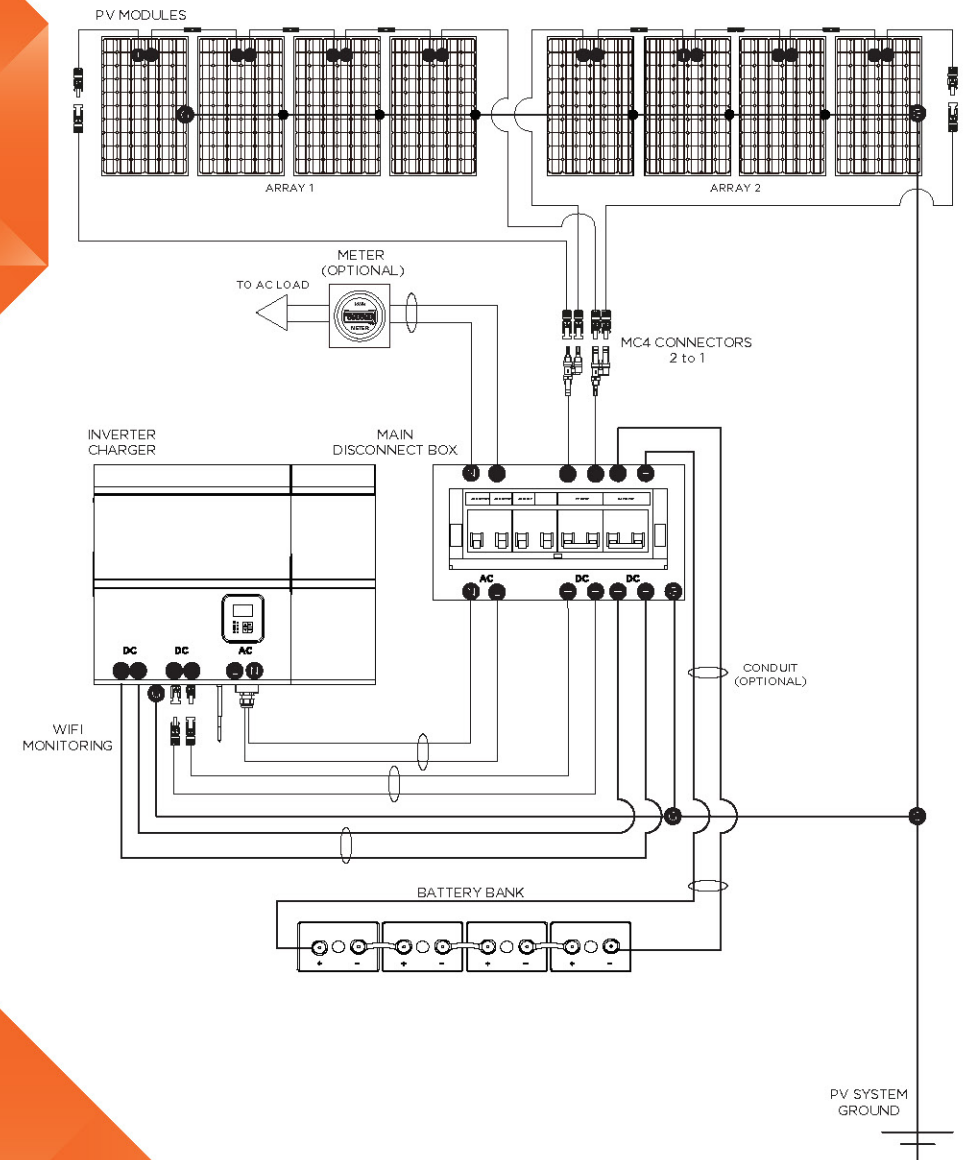 PV MODULES
ARRAY 1
ARRAY 2
METER
(OPTIONAL)
TO AC LOAD
METER
MC4 CONNECTORS
2 to 1
INVERTER
CHARGER
MAIN
DISCONNECT BOX
AC
DC
DC
DC
DC
AC
CONDUIT
(OPTIONAL)
WIFI
MONITORING
BATTERY BANK
+ - + - + - + -
PV SYSTEM
GROUND